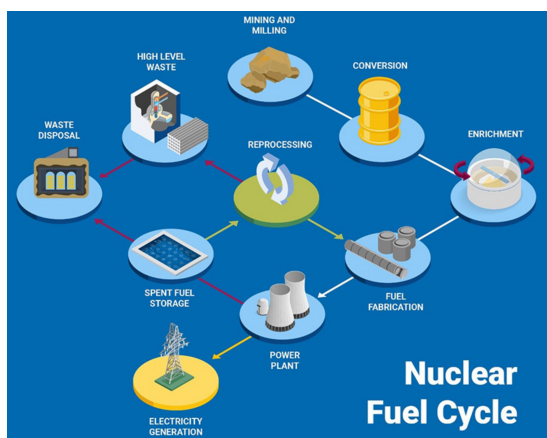 MINING AND
MILLING
HIGH LEVEL
WASTE
CONVERSION
WASTE
DISPOSAL
REPROCESSING
ENRICHMENT
SPENT FUEL
STORAGE
FUEL
FABRICATION
POWER
PLANT
ELECTRICITY
GENERATION
Nuclear
Fuel Cycle